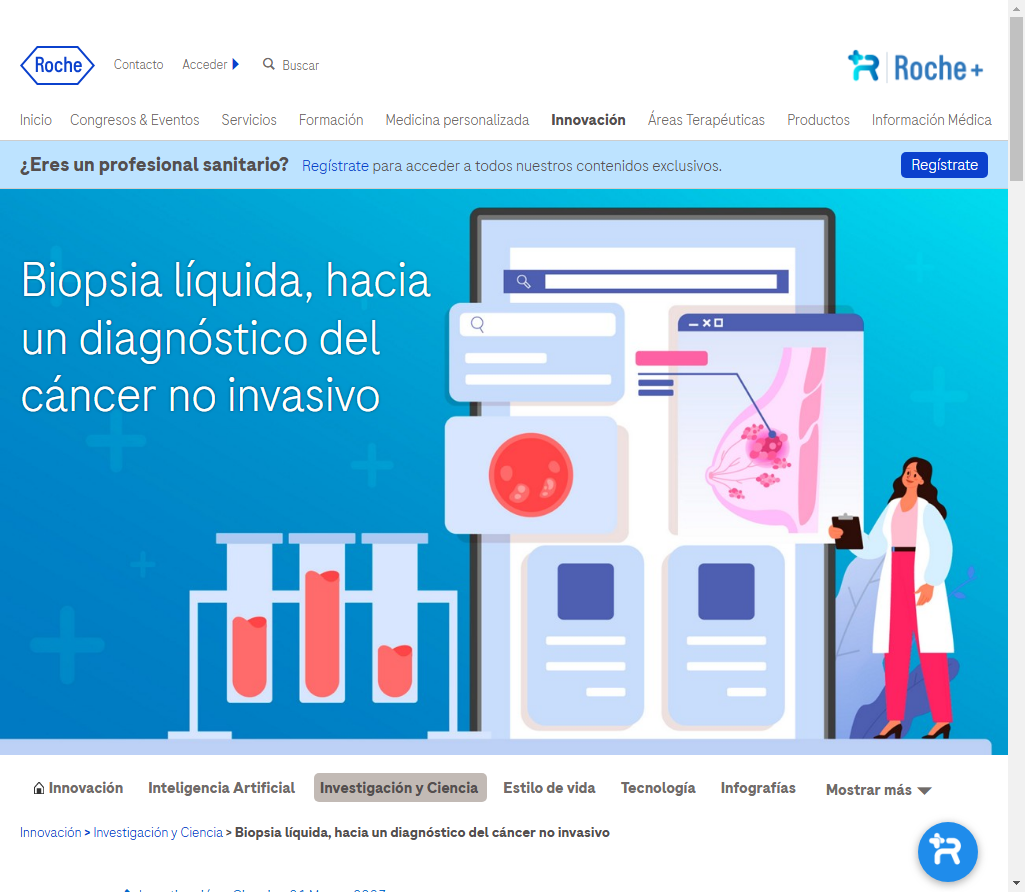 Roche
Contacto
Acceder
Buscar
Roche+
Inicio
Congresos & Eventos
Servicios
Formación
Medicina personalizada
Innovación
Áreas Terapéuticas
Productos
Información Médica
¿Eres un profesional sanitario? Regístrate para acceder a todos nuestros contenidos exclusivos.
Regístrate
Biopsia líquida, hacia
un diagnóstico del
cáncer no invasivo
Innovación
Inteligencia Artificial
Investigación y Ciencia
Estilo de vida
Tecnología
Infografías
Mostrar más
Innovación > Investigación y Ciencia > Biopsia líquida, hacia un diagnóstico del cáncer no invasivo